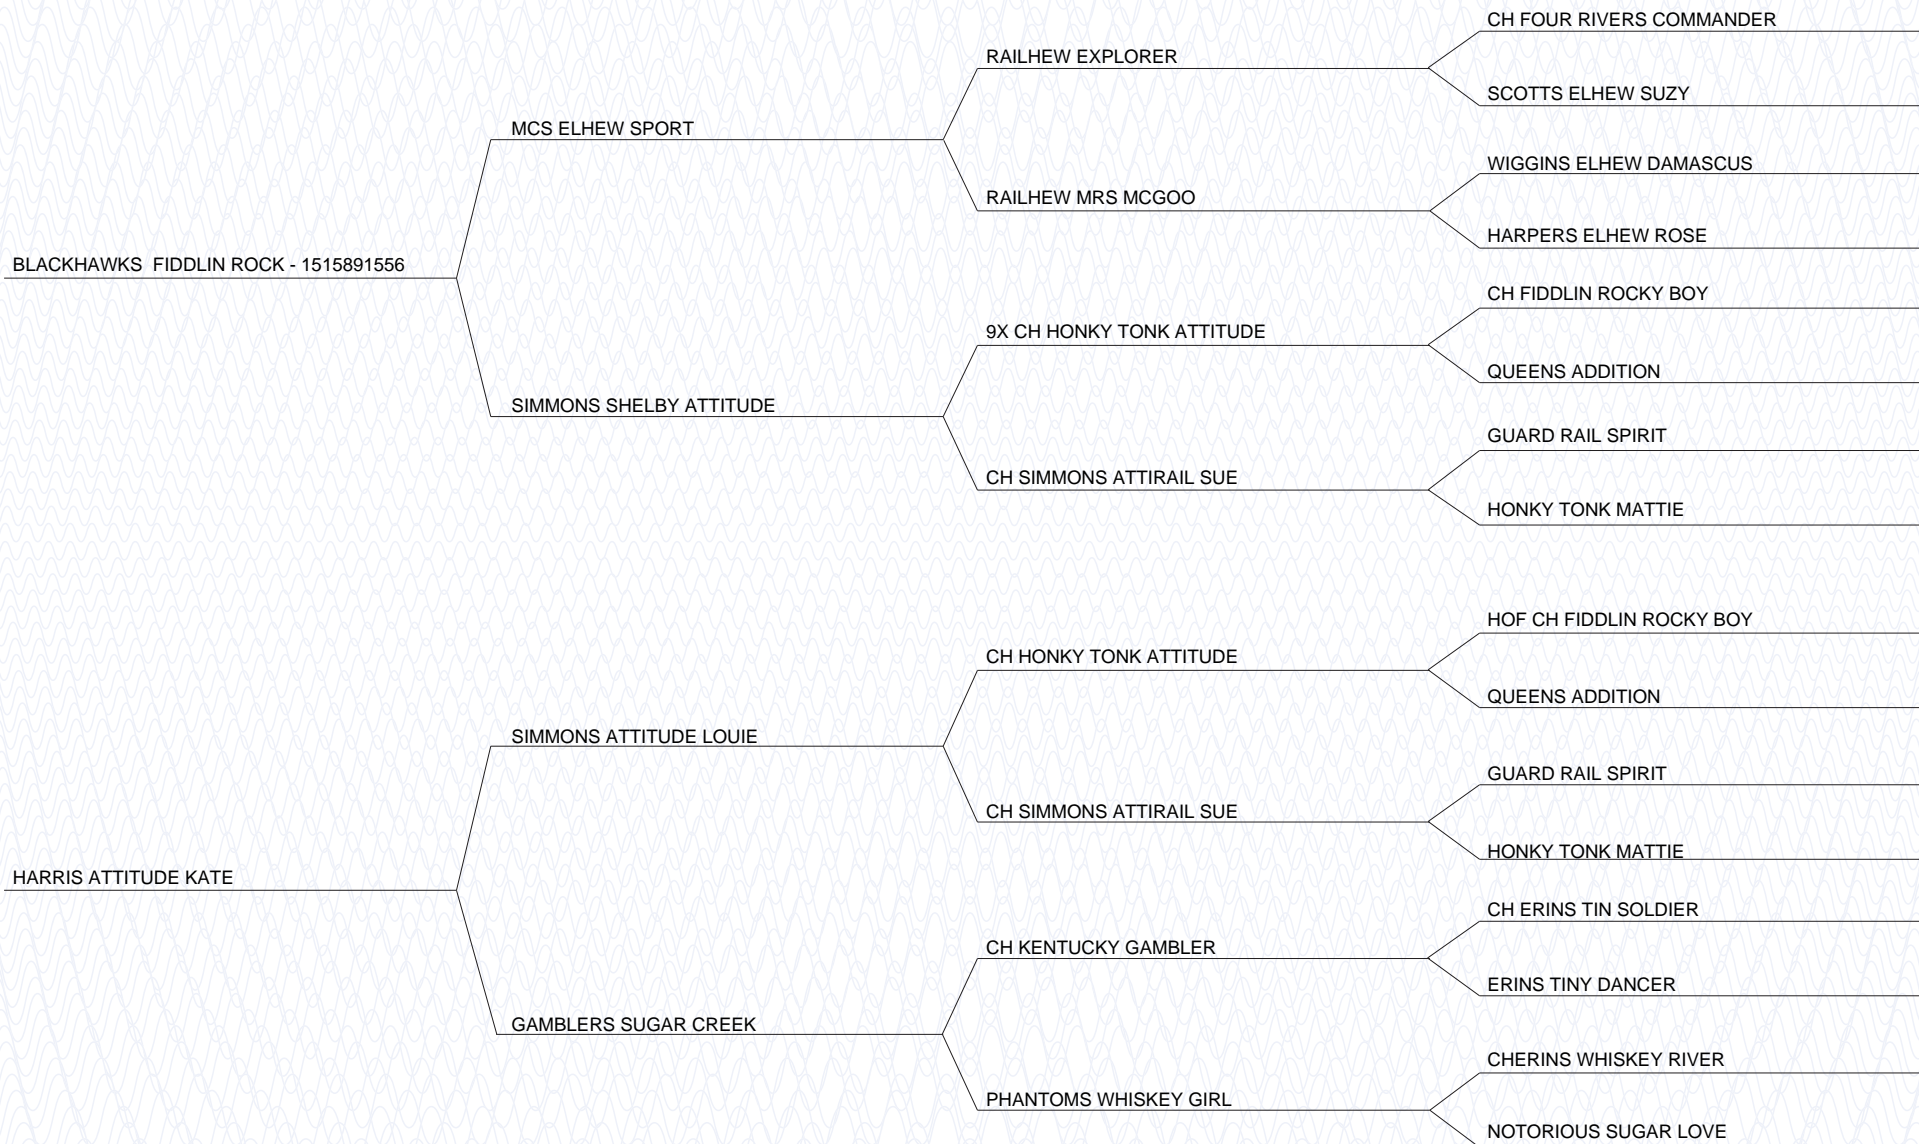 CH FOUR RIVERS COMMANDER
RAILHEW EXPLORER
SCOTTS ELHEW SUZY
MCS ELHEW SPORT
WIGGINS ELHEW DAMASCUS
RAILHEW MRS MCGOO
HARPERS ELHEW ROSE
BLACKHAWKS  FIDDLIN ROCK - 1515891556
CH FIDDLIN ROCKY BOY
9X CH HONKY TONK ATTITUDE
QUEENS ADDITION
SIMMONS SHELBY ATTITUDE
GUARD RAIL SPIRIT
CH SIMMONS ATTIRAIL SUE
HONKY TONK MATTIE
HOF CH FIDDLIN ROCKY BOY
CH HONKY TONK ATTITUDE
QUEENS ADDITION
SIMMONS ATTITUDE LOUIE
GUARD RAIL SPIRIT
CH SIMMONS ATTIRAIL SUE
HONKY TONK MATTIE
HARRIS ATTITUDE KATE
CH ERINS TIN SOLDIER
CH KENTUCKY GAMBLER
ERINS TINY DANCER
GAMBLERS SUGAR CREEK
CHERINS WHISKEY RIVER
PHANTOMS WHISKEY GIRL
NOTORIOUS SUGAR LOVE